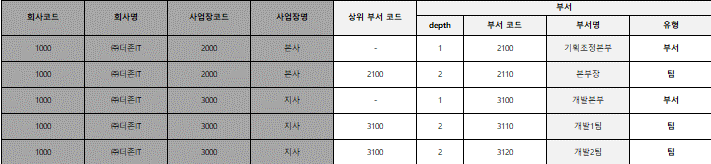 회사코드 회사명 사업장코드 사업장명 상위 부서 코드 부서
depth 부서 코드 부서명 유형
1000 ㈜더존IT 2000 본사 - 1 2100 기획조정본부 부서
1000 ㈜더존IT 2000 본사 2100 2 2110 본부장 팀
1000 ㈜더존IT 3000 지사 - 1 3100 개발본부 부서
1000 ㈜더존IT 3000 지사 3100 2 3110 개발1팀 팀
1000 ㈜더존IT 3000 지사 3100 2 3120 개발2팀 팀